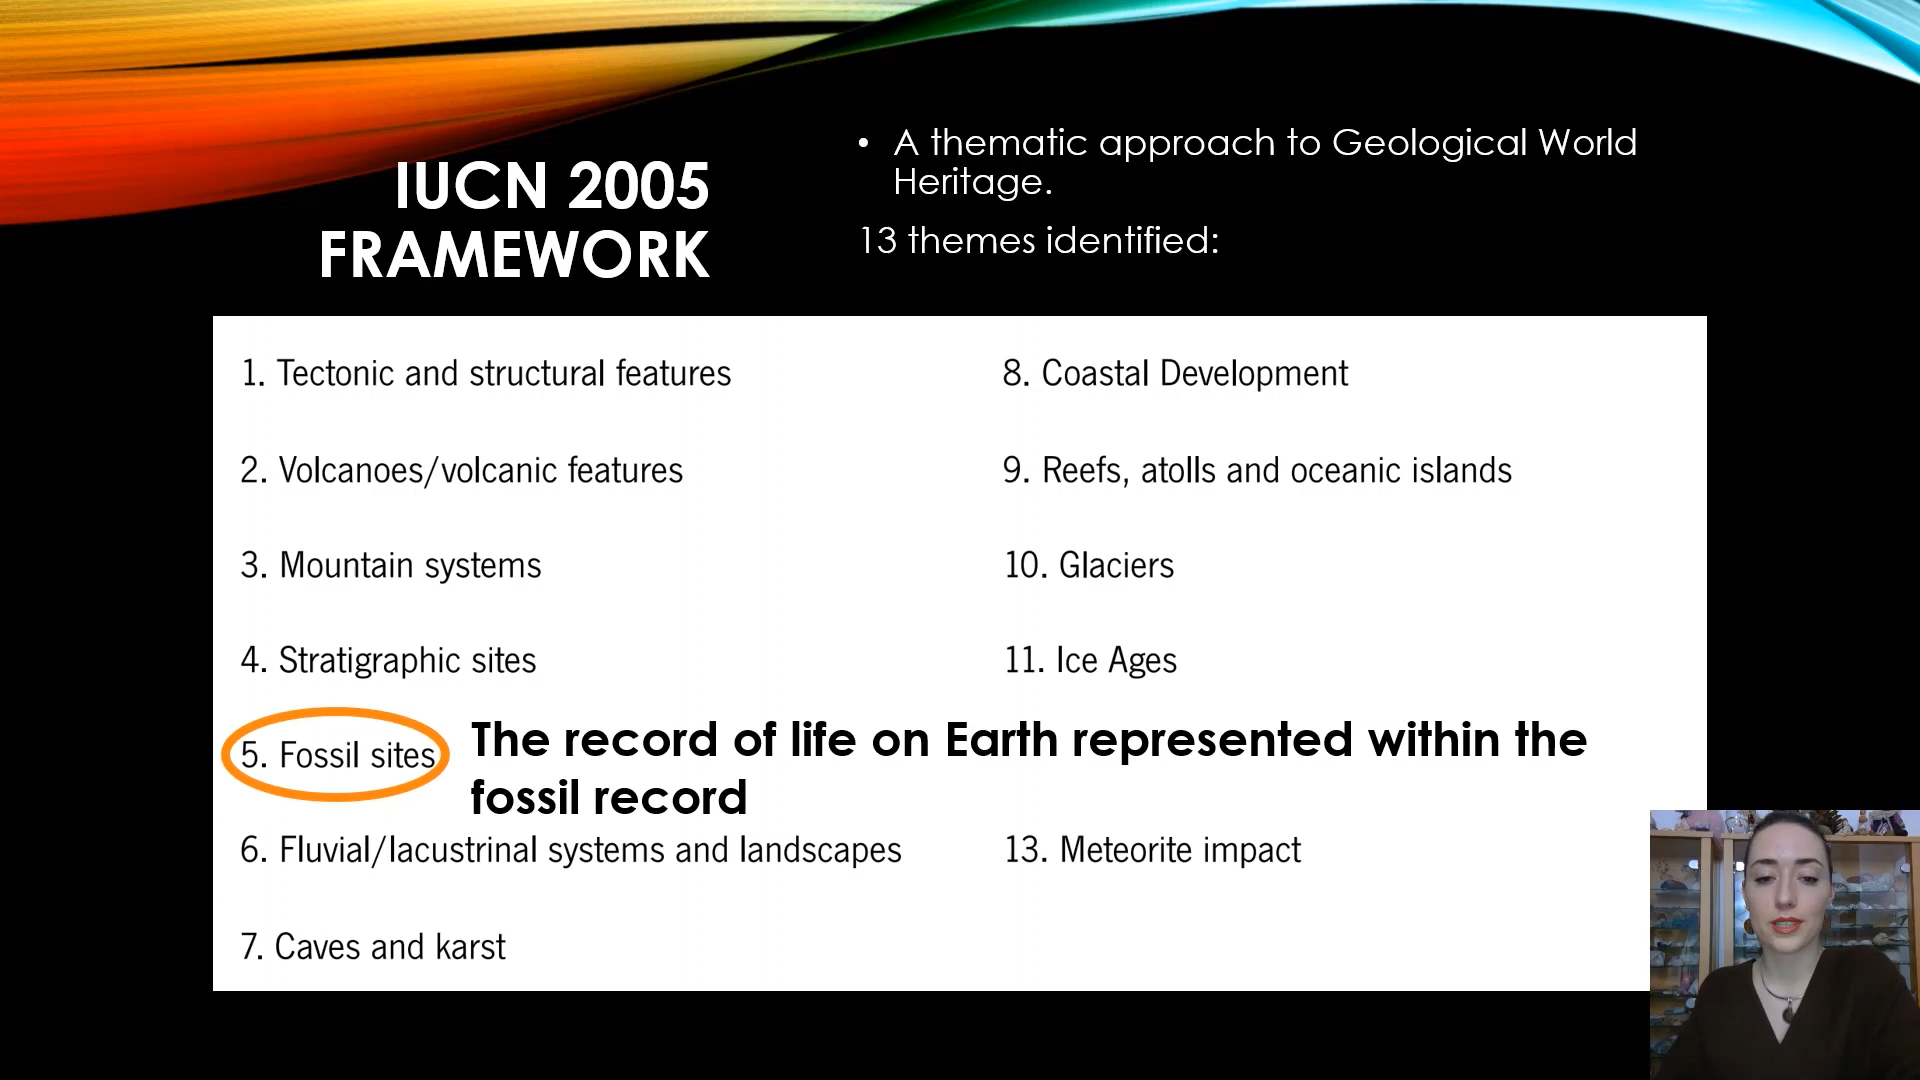 IUCN 2005
FRAMEWORK
• A thematic approach to Geological World
Heritage.
13 themes identified:
1. Tectonic and structural features
2. Volcanoes/volcanic features
3. Mountain systems
4. Stratigraphic sites
5. Fossil sites
The record of life on Earth represented within the
fossil record
6. Fluvial/lacustrinal systems and landscapes
7. Caves and karst
8. Coastal Development
9. Reefs, atolls and oceanic islands
10. Glaciers
11. Ice Ages
13. Meteorite impact